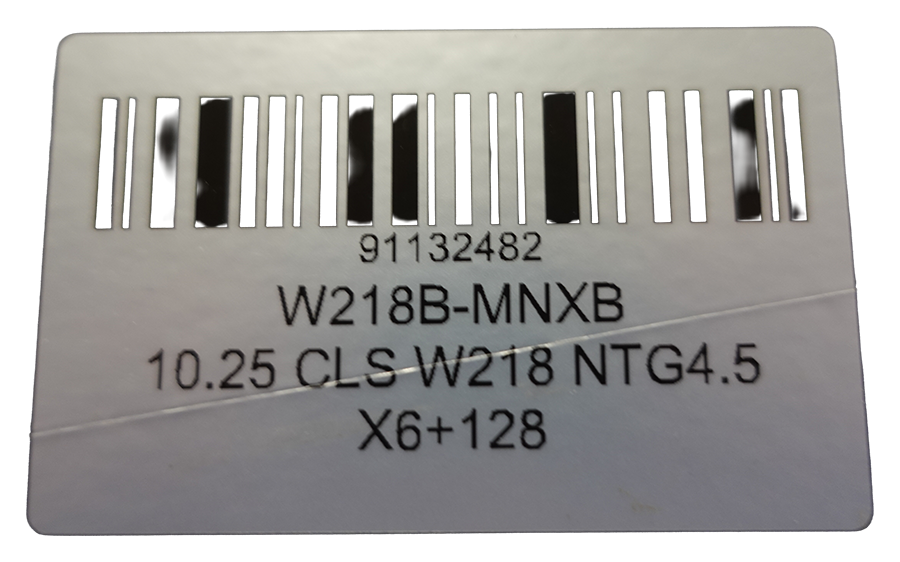 91132482
W218B-MNXB
10.25 CLS W218 NTG4.5
X6+128